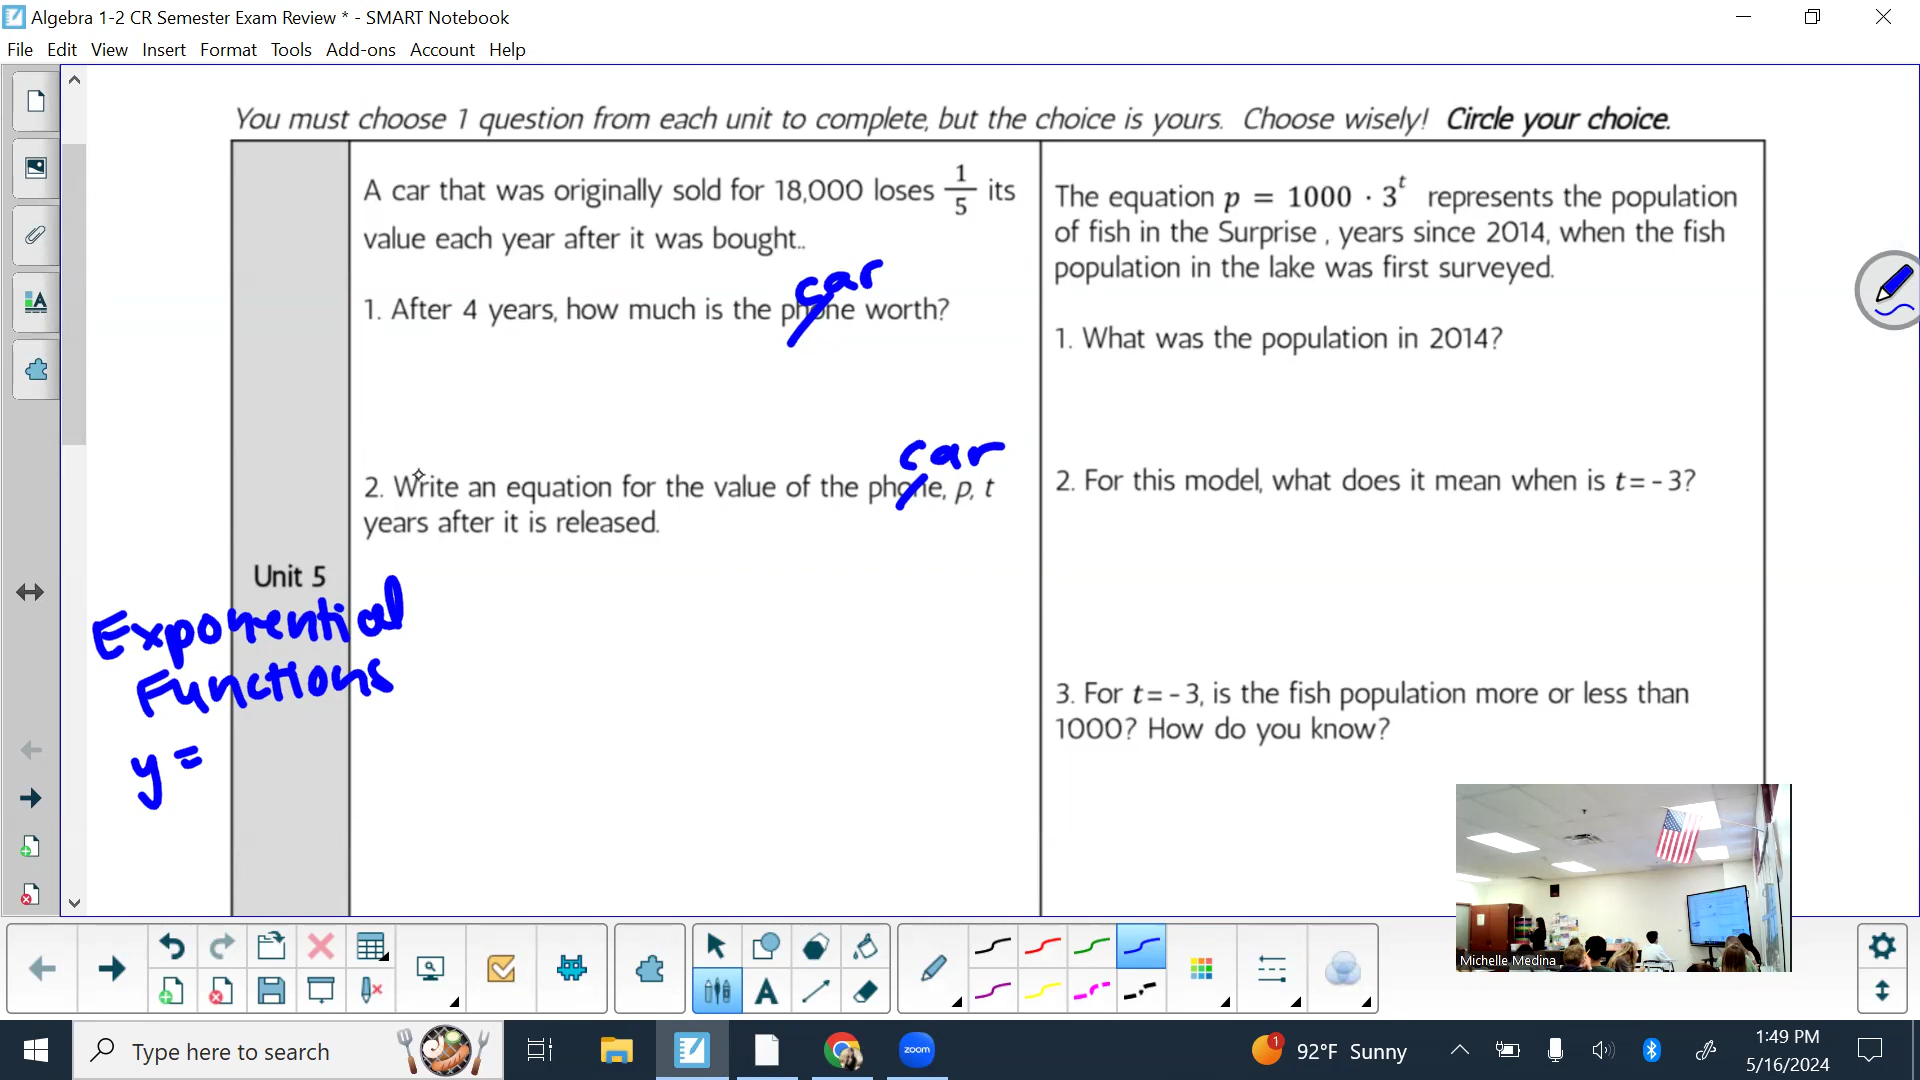 Algebra 1-2 CR Semester Exam Review * - SMART Notebook
File Edit View Insert Format Tools Add-ons Account Help
You must choose 1 question from each unit to complete, but the choice is yours. Choose wisely! Circle your choice.
A car that was originally sold for 18,000 loses 1/5 its
value each year after it was bought..
car
1. After 4 years, how much is the phone worth?
car
2. Write an equation for the value of the phone, p, t
years after it is released.
Unit 5
Exponential
Functions
y =
The equation p = 1000 · 3^t represents the population
of fish in the Surprise , years since 2014, when the fish
population in the lake was first surveyed.
1. What was the population in 2014?
2. For this model, what does it mean when is t = - 3?
3. For t = - 3, is the fish population more or less than
1000? How do you know?
Michelle Medina
Type here to search
zoom
1
92°F Sunny
1:49 PM
5/16/2024